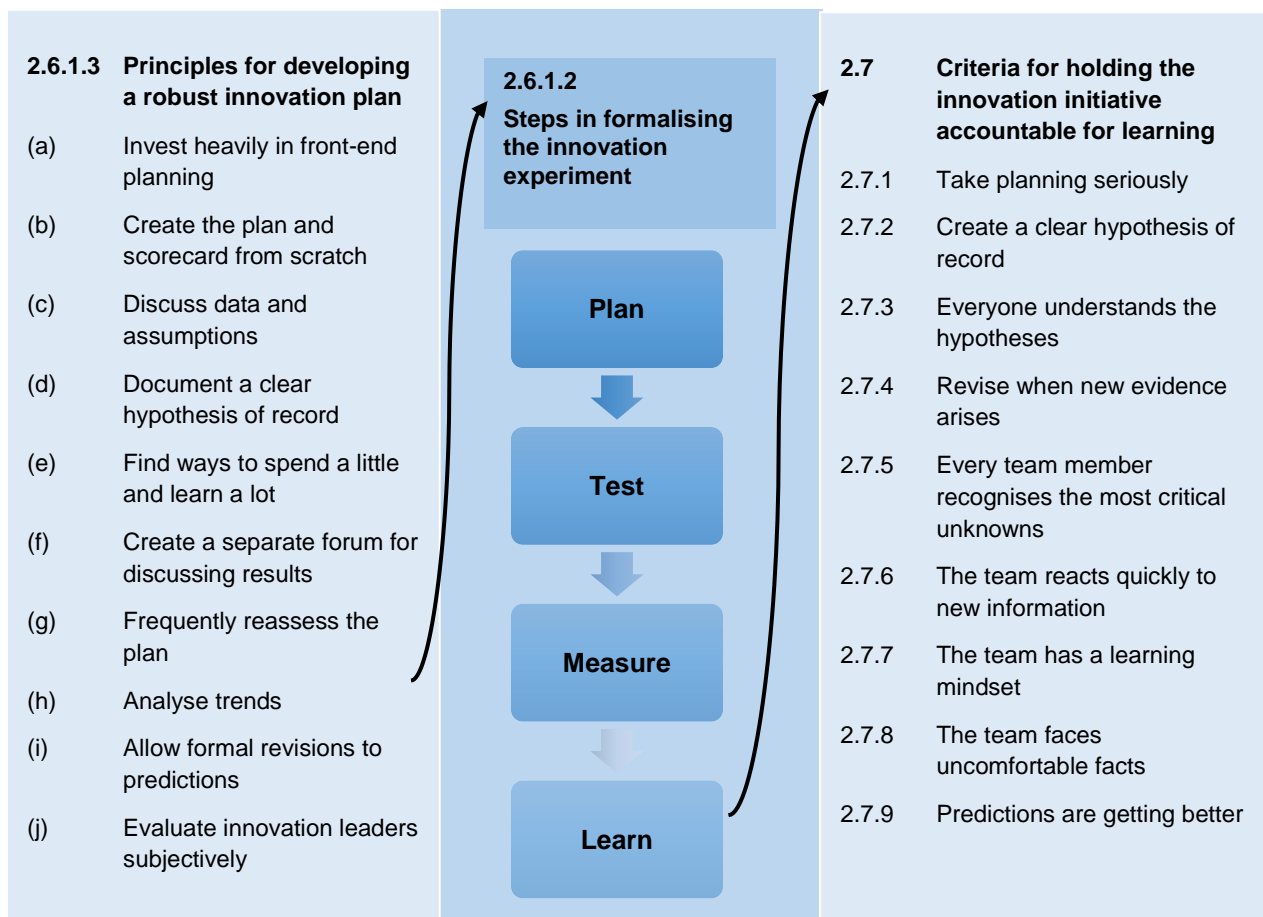 2.6.1.3 Principles for developing
a robust innovation plan
(a) Invest heavily in front-end
planning
(b) Create the plan and
scorecard from scratch
(c) Discuss data and
assumptions
(d) Document a clear
hypothesis of record
(e) Find ways to spend a little
and learn a lot
(f) Create a separate forum for
discussing results
(g) Frequently reassess the
plan
(h) Analyse trends
(i) Allow formal revisions to
predictions
(j) Evaluate innovation leaders
subjectively
2.6.1.2
Steps in formalising
the innovation
experiment
Plan
Test
Measure
Learn
2.7 Criteria for holding the
innovation initiative
accountable for learning
2.7.1 Take planning seriously
2.7.2 Create a clear hypothesis of
record
2.7.3 Everyone understands the
hypotheses
2.7.4 Revise when new evidence
arises
2.7.5 Every team member
recognises the most critical
unknowns
2.7.6 The team reacts quickly to
new information
2.7.7 The team has a learning
mindset
2.7.8 The team faces
uncomfortable facts
2.7.9 Predictions are getting better